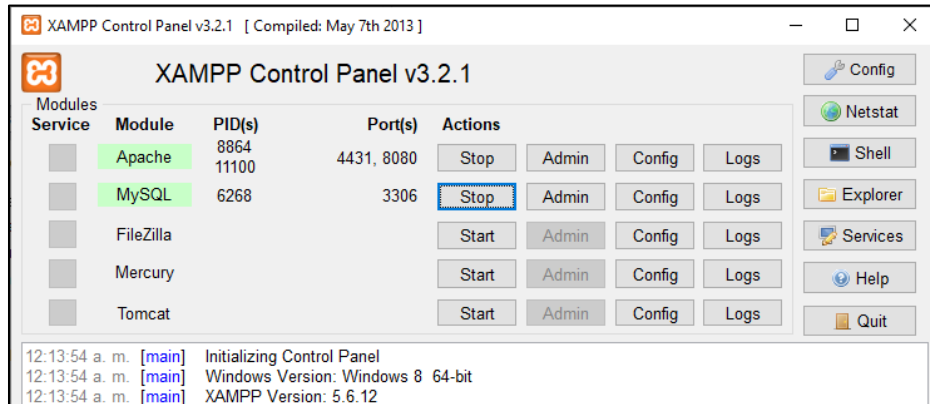 XAMPP Control Panel v3.2.1 [ Compiled: May 7th 2013 ]
XAMPP Control Panel v3.2.1
Config
Modules
Service Module PID(s) Port(s) Actions
Netstat
Apache 8864 11100 4431, 8080 Stop Admin Config Logs
Shell
MySQL 6268 3306 Stop Admin Config Logs
Explorer
FileZilla Start Admin Config Logs
Services
Mercury Start Admin Config Logs
Help
Tomcat Start Admin Config Logs
Quit
12:13:54 a. m. [main] Initializing Control Panel
12:13:54 a. m. [main] Windows Version: Windows 8 64-bit
12:13:54 a. m. [main] XAMPP Version: 5.6.12